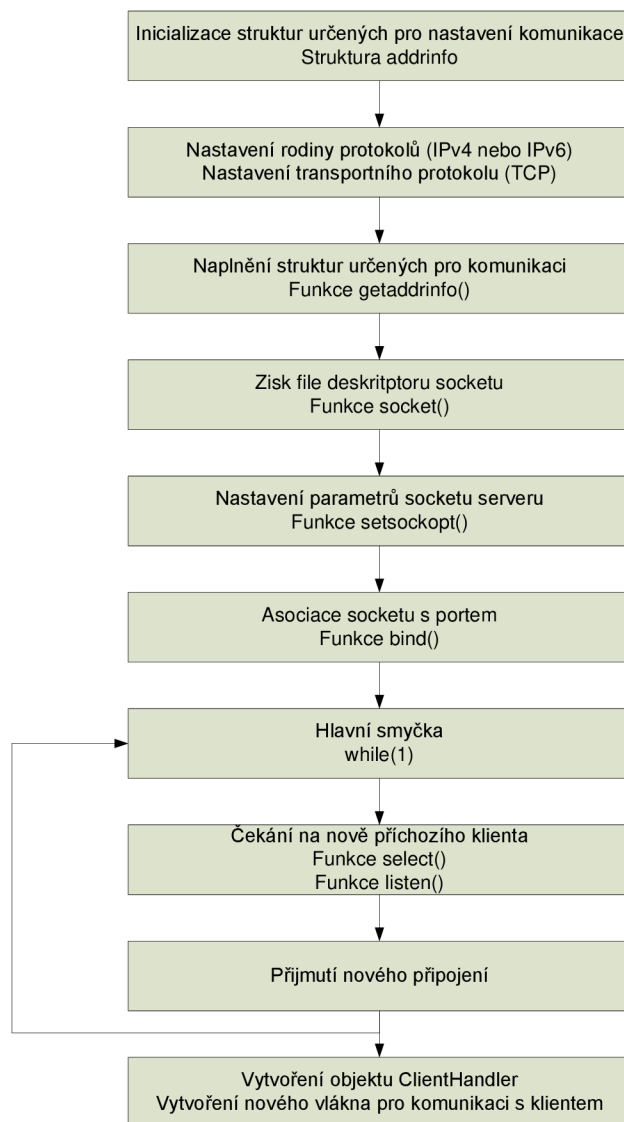 Inicializace struktur určených pro nastavení komunikace
Struktura addrinfo
Nastavení rodiny protokolů (IPv4 nebo IPv6)
Nastavení transportního protokolu (TCP)
Naplnění struktur určených pro komunikaci
Funkce getaddrinfo()
Zisk file deskritptoru socketu
Funkce socket()
Nastavení parametrů socketu serveru
Funkce setsockopt()
Asociace socketu s portem
Funkce bind()
Hlavní smyčka
while(1)
Čekání na nově příchozího klienta
Funkce select()
Funkce listen()
Přijmutí nového připojení
Vytvoření objektu ClientHandler
Vytvoření nového vlákna pro komunikaci s klientem